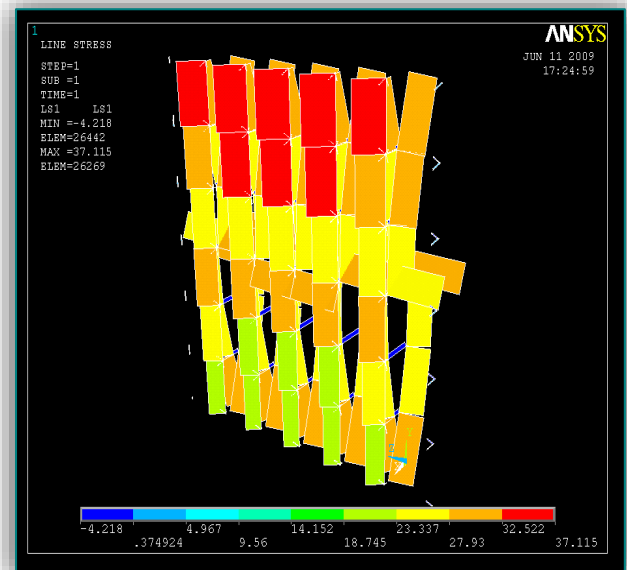 1
LINE STRESS
STEP=1
SUB =1
TIME=1
LS1 LS1
MIN =-4.218
ELEM=26442
MAX =37.115
ELEM=26269
ANSYS
JUN 11 2009
17:24:59
Y
-4.218 4.967 14.152 23.337 32.522
.374924 9.56 18.745 27.93 37.115